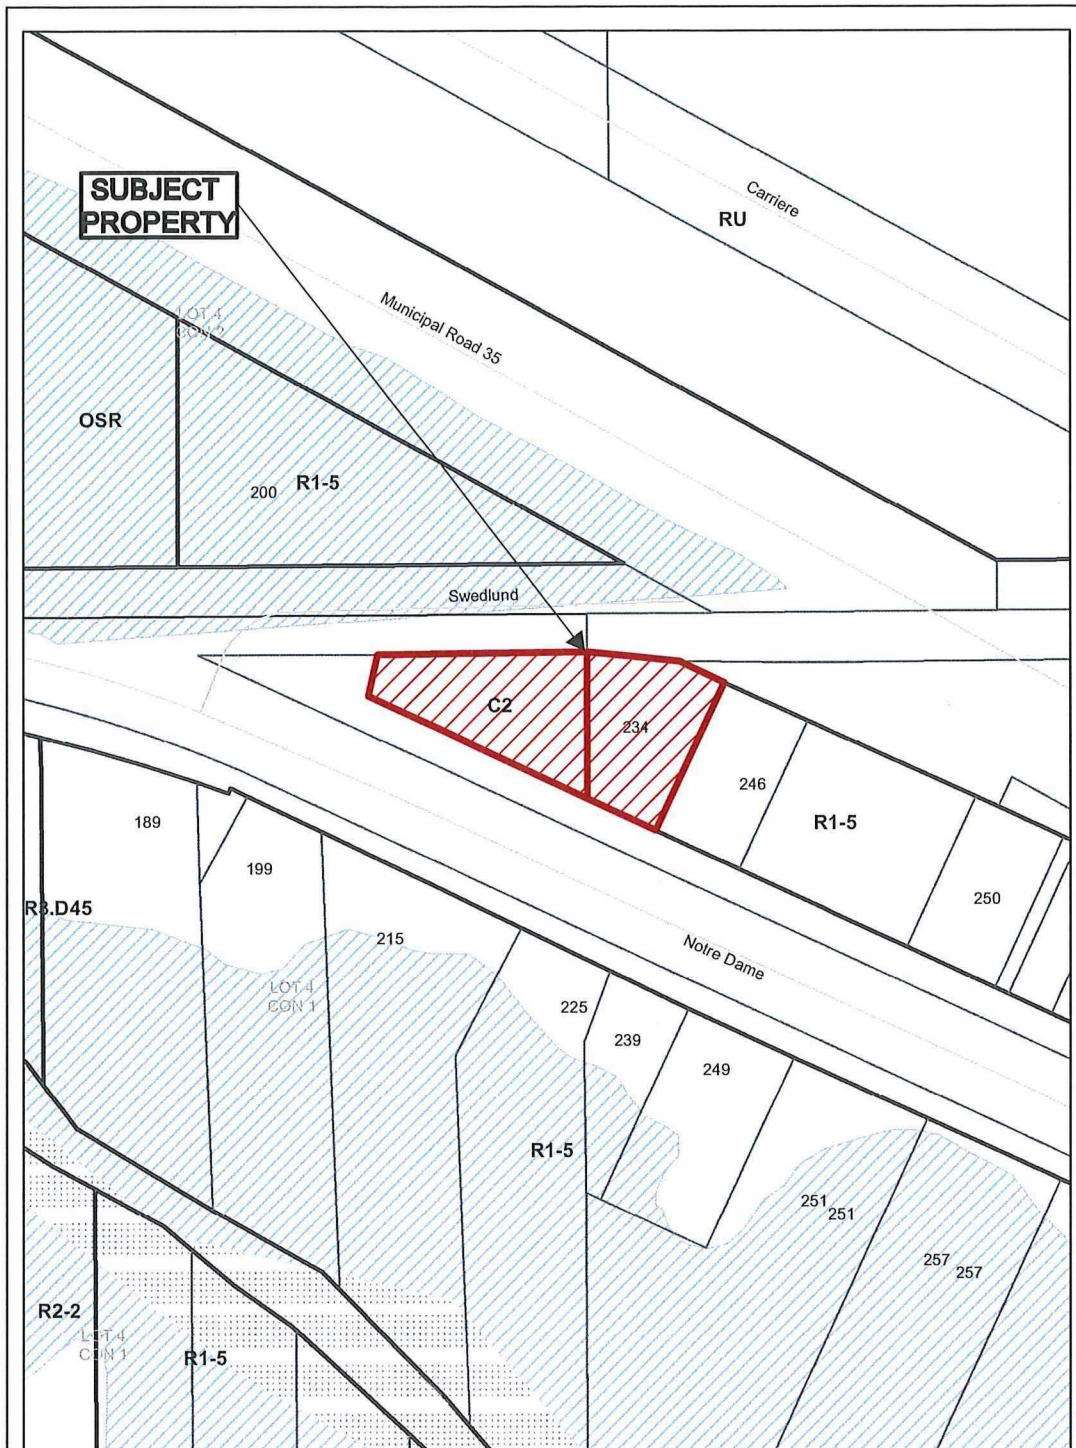 SUBJECT
PROPERTY
Carriere
RU
Municipal Road 35
LOT 4
CON 2
OSR
200
R1-5
Swedlund
C2
234
246
R1-5
189
199
250
R3.D45
215
Notre Dame
LOT 4
CON 1
225
239
249
R1-5
251
251
257
257
R2-2
LOT 4
CON 1
R1-5